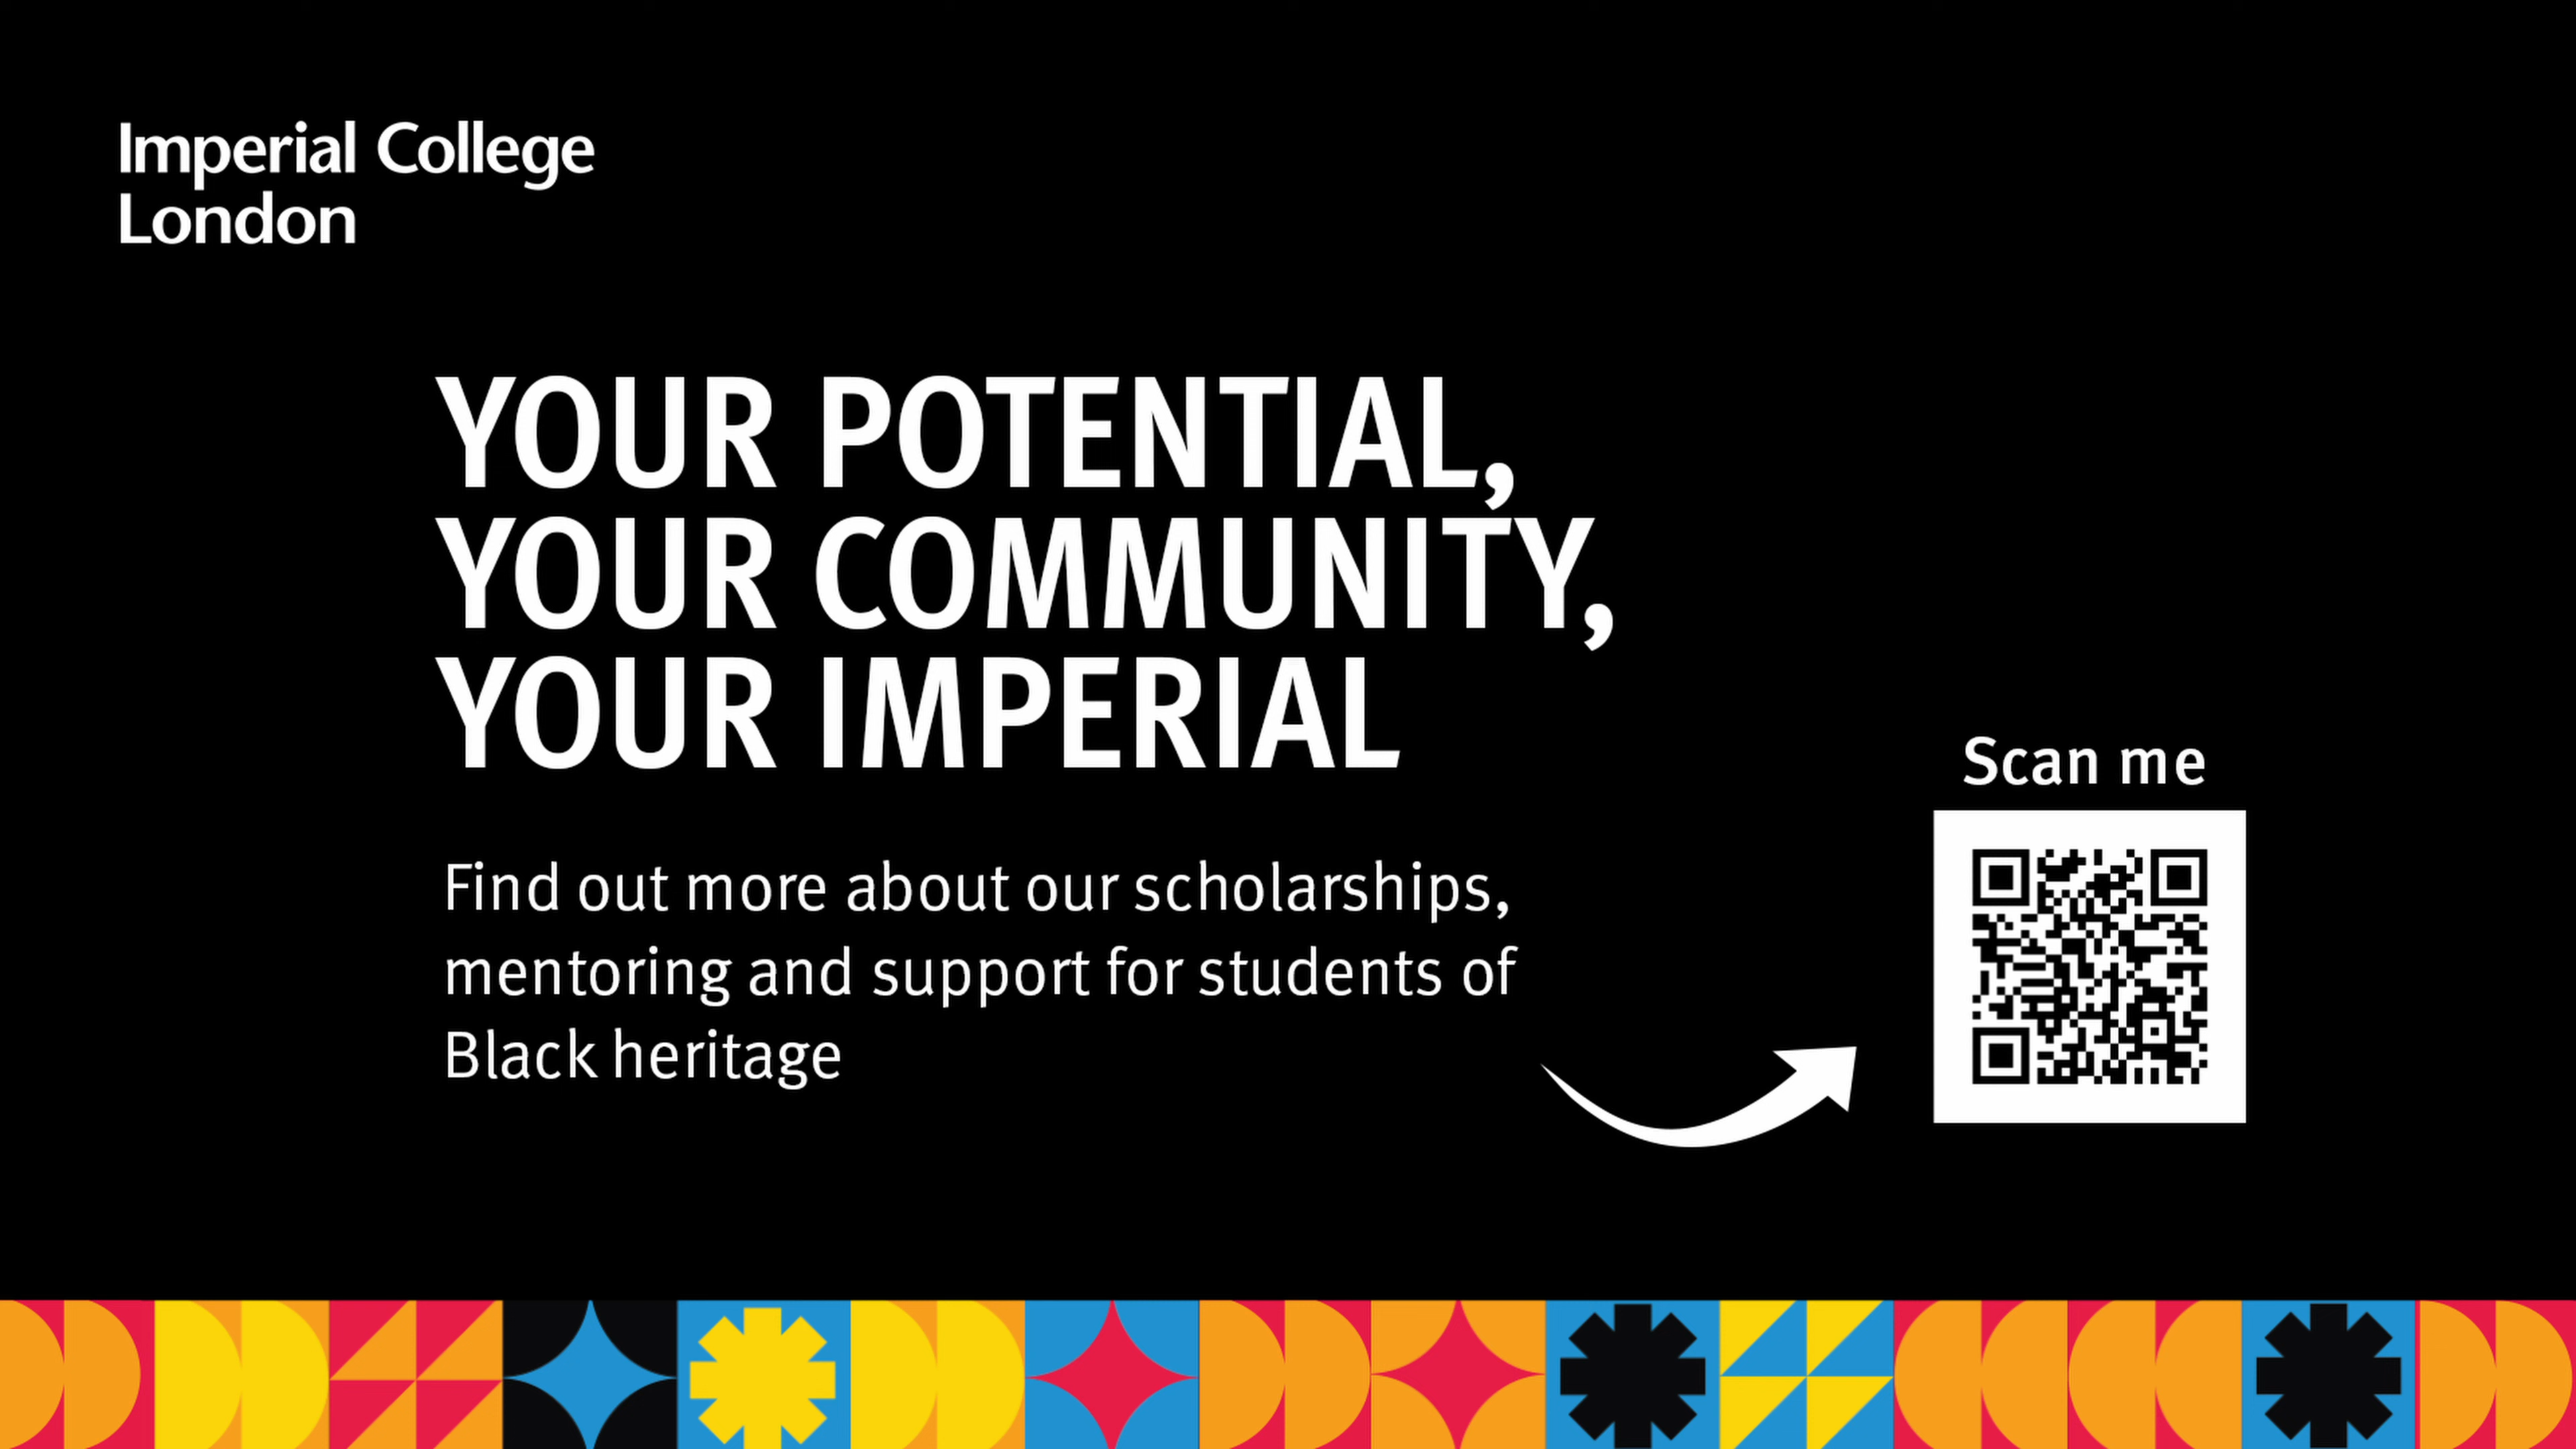 Imperial College
London
YOUR POTENTIAL,
YOUR COMMUNITY,
YOUR IMPERIAL
Find out more about our scholarships,
mentoring and support for students of
Black heritage
Scan me